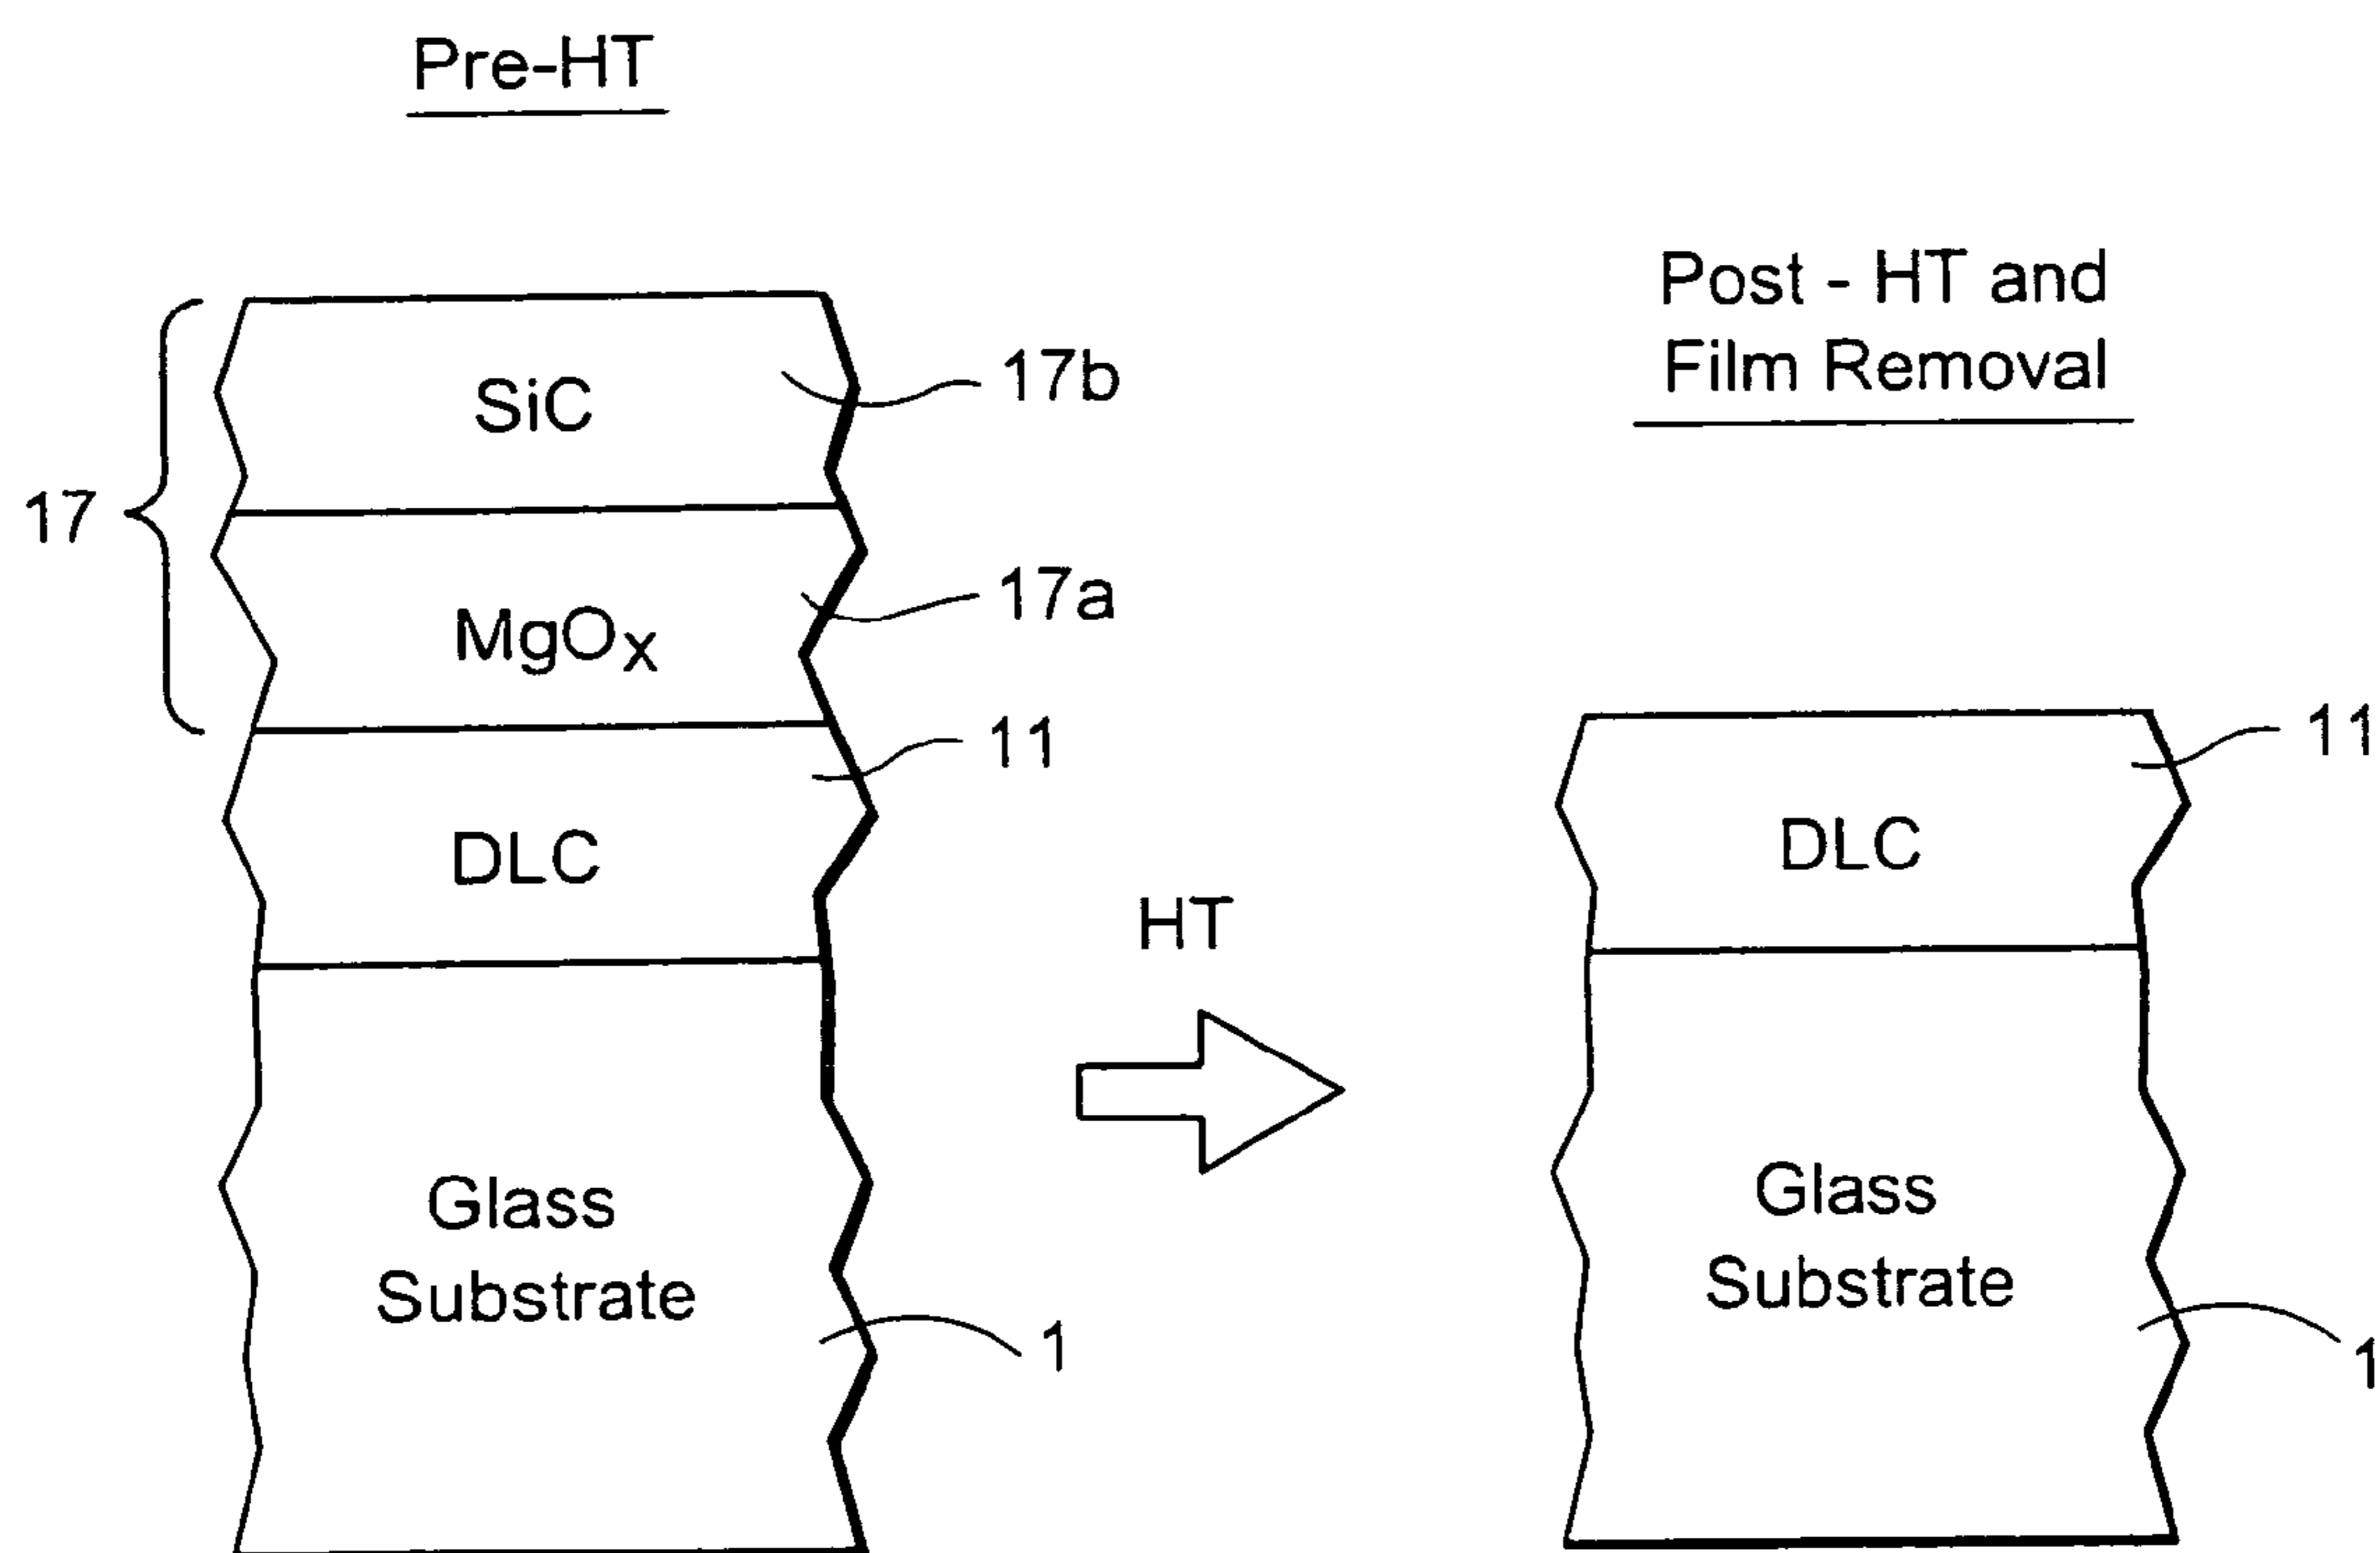 Pre-HT
Post - HT and
Film Removal
SiC
17b
17
MgOx
17a
11
DLC
HT
Glass
Substrate
1
11
DLC
Glass
Substrate
1